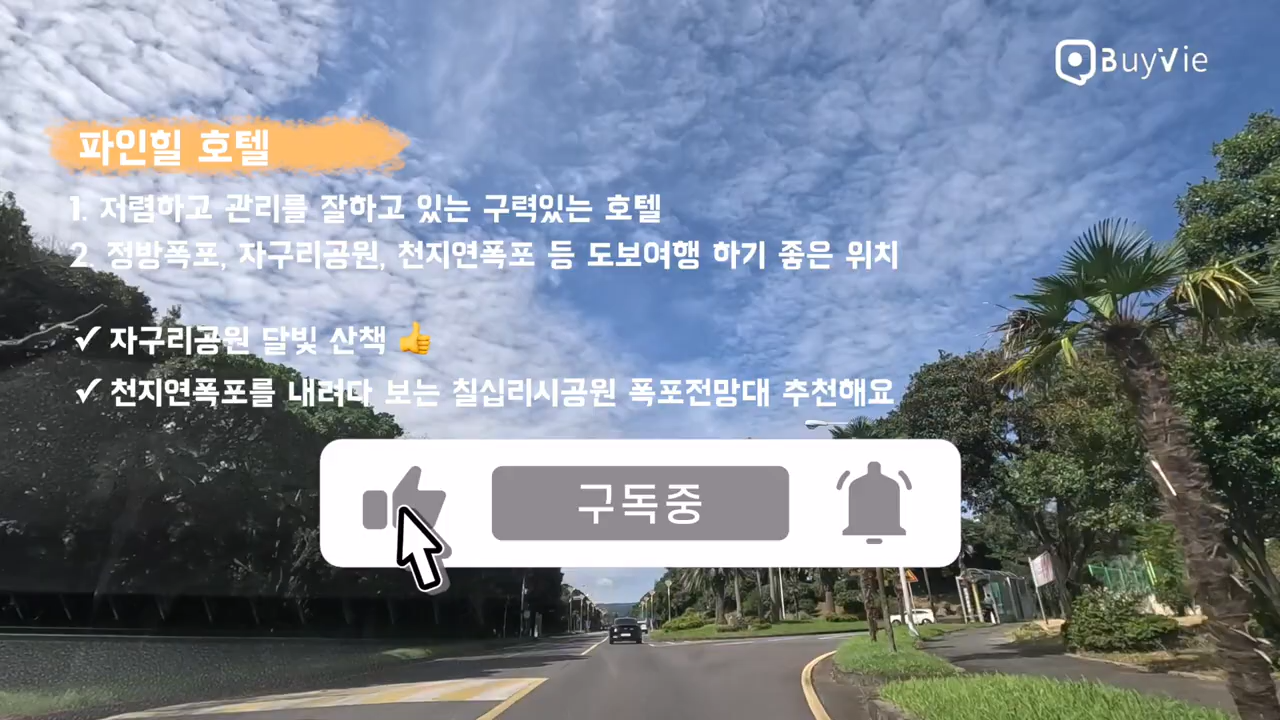 BuyVie
파인힐 호텔
1. 저렴하고 관리를 잘하고 있는 구력있는 호텔
2. 정방폭포, 자구리공원, 천지연폭포 등 도보여행 하기 좋은 위치
✓ 자구리공원 달빛 산책 👍
✓ 천지연폭포를 내려다 보는 칠십리시공원 폭포전망대 추천해요
구독중